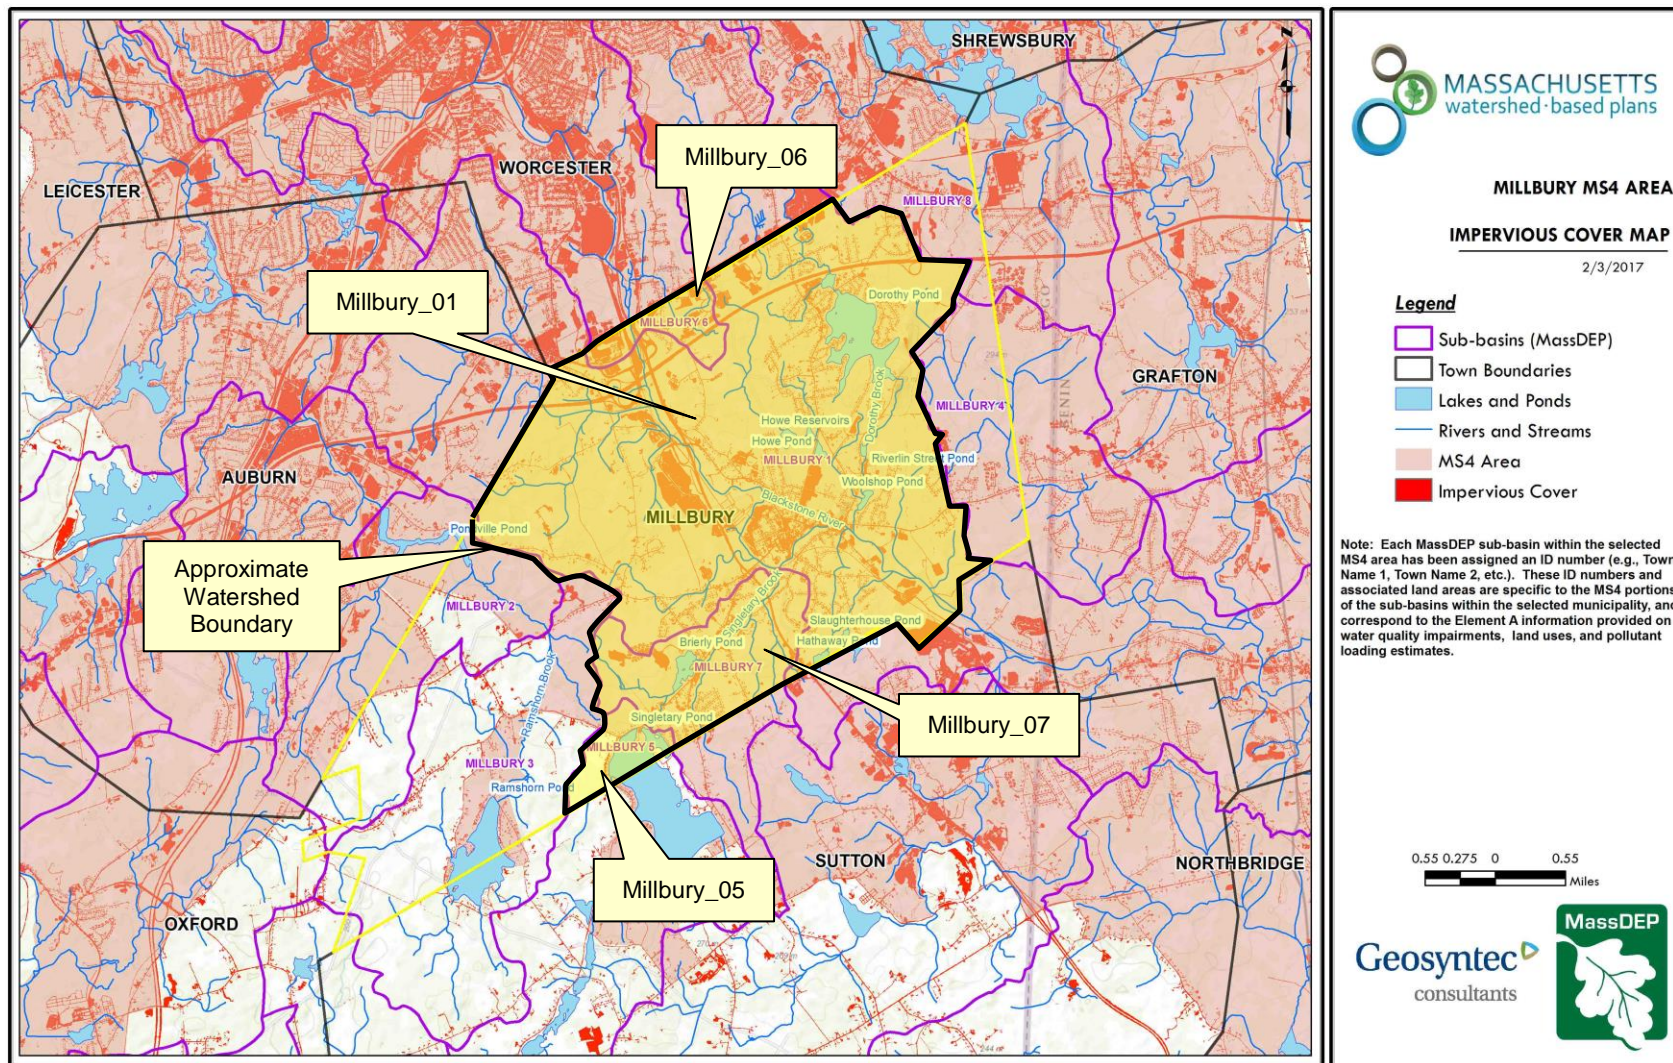 SHREWSBURY
WORCESTER
LEICESTER
Millbury_06
MILLBURY 8
Millbury_01
Dorothy Pond
MILLBURY 6
GRAFTON
Dorothy Brook
MILLBURY 4
Howe Reservoirs
Howe Pond
MILLBURY 1
Riverlin Street Pond
Woolshop Pond
AUBURN
Blackstone River
MILLBURY
Pondville Pond
Approximate
Watershed
Boundary
MILLBURY 2
Singletary Brook
Slaughterhouse Pond
Brierly Pond
Hathaway Pond
MILLBURY 7
Ramshorn Brook
Singletary Pond
Millbury_07
MILLBURY 5
MILLBURY 3
Ramshorn Pond
SUTTON
NORTHBRIDGE
Millbury_05
OXFORD
MASSACHUSETTS
watershed·based plans
MILLBURY MS4 AREA
IMPERVIOUS COVER MAP
2/3/2017
Legend
Sub-basins (MassDEP)
Town Boundaries
Lakes and Ponds
Rivers and Streams
MS4 Area
Impervious Cover
Note: Each MassDEP sub-basin within the selected
MS4 area has been assigned an ID number (e.g., Town
Name 1, Town Name 2, etc.). These ID numbers and
associated land areas are specific to the MS4 portions
of the sub-basins within the selected municipality, and
correspond to the Element A information provided on
water quality impairments, land uses, and pollutant
loading estimates.
0.55 0.275 0 0.55
Miles
Geosyntec
consultants
MassDEP